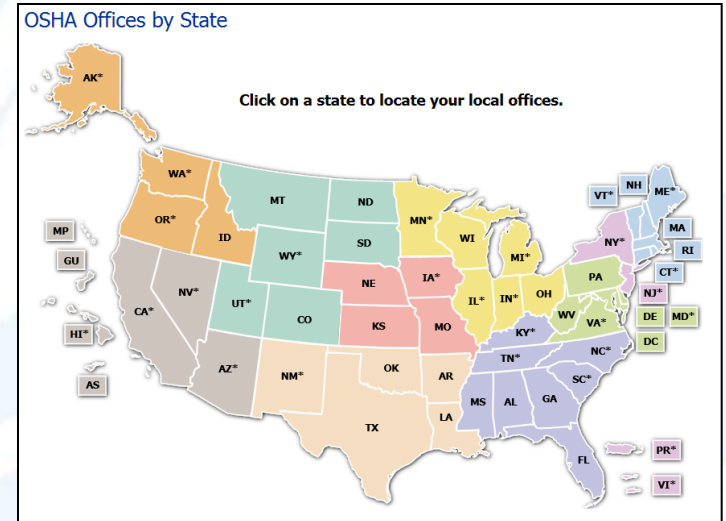 OSHA Offices by State
AK*
Click on a state to locate your local offices.
WA*
MT
ND
MN*
VT*
NH
ME*
OR*
ID
SD
WI
MI*
NY*
MA
RI
CT*
MP
GU
WY*
NE
IA*
PA
NJ*
CA*
NV*
UT*
CO
KS
MO
IL*
IN*
OH
WV
VA*
DE
MD*
DC
HI*
AS
AZ*
NM*
OK
AR
KY*
TN*
NC*
SC*
TX
LA
MS
AL
GA
FL
PR*
VI*